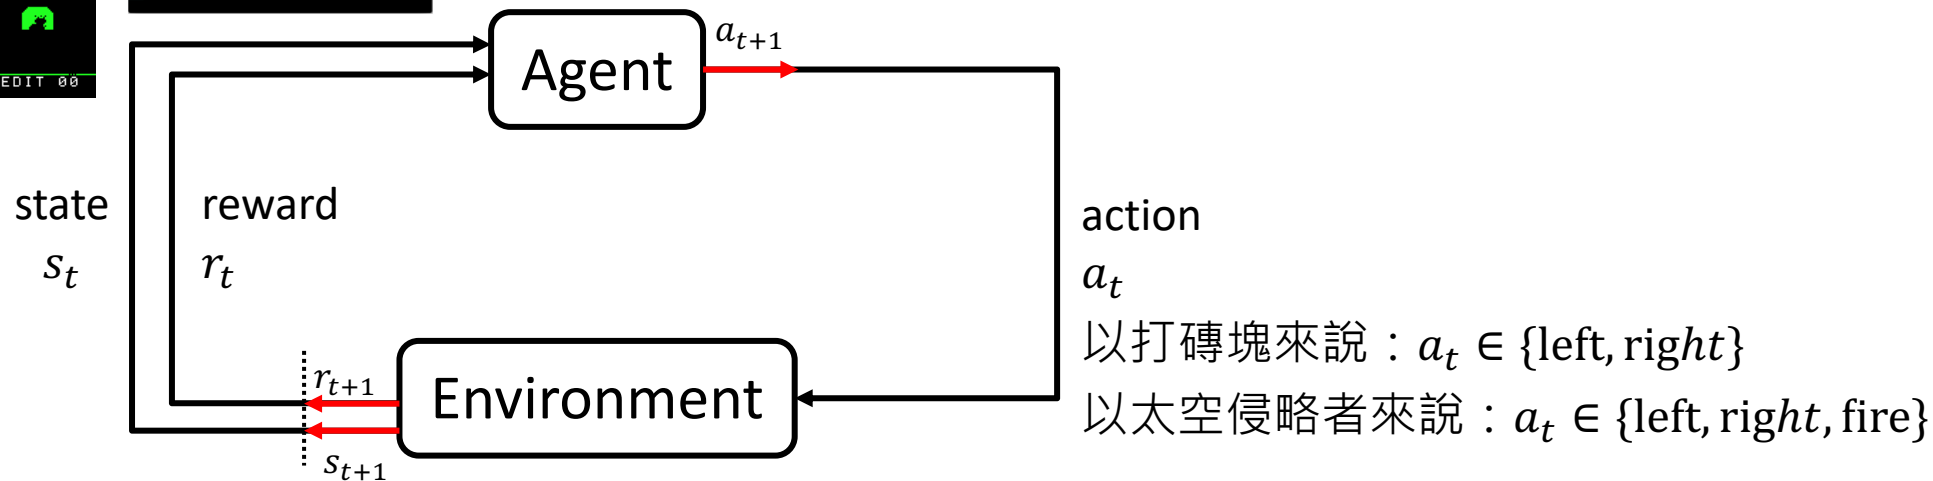 EDIT 00
Agent
a_{t+1}
state
s_t
reward
r_t
action
a_t
以打磚塊來說：a_t ∈ {left, right}
以太空侵略者來說：a_t ∈ {left, right, fire}
r_{t+1}
Environment
s_{t+1}